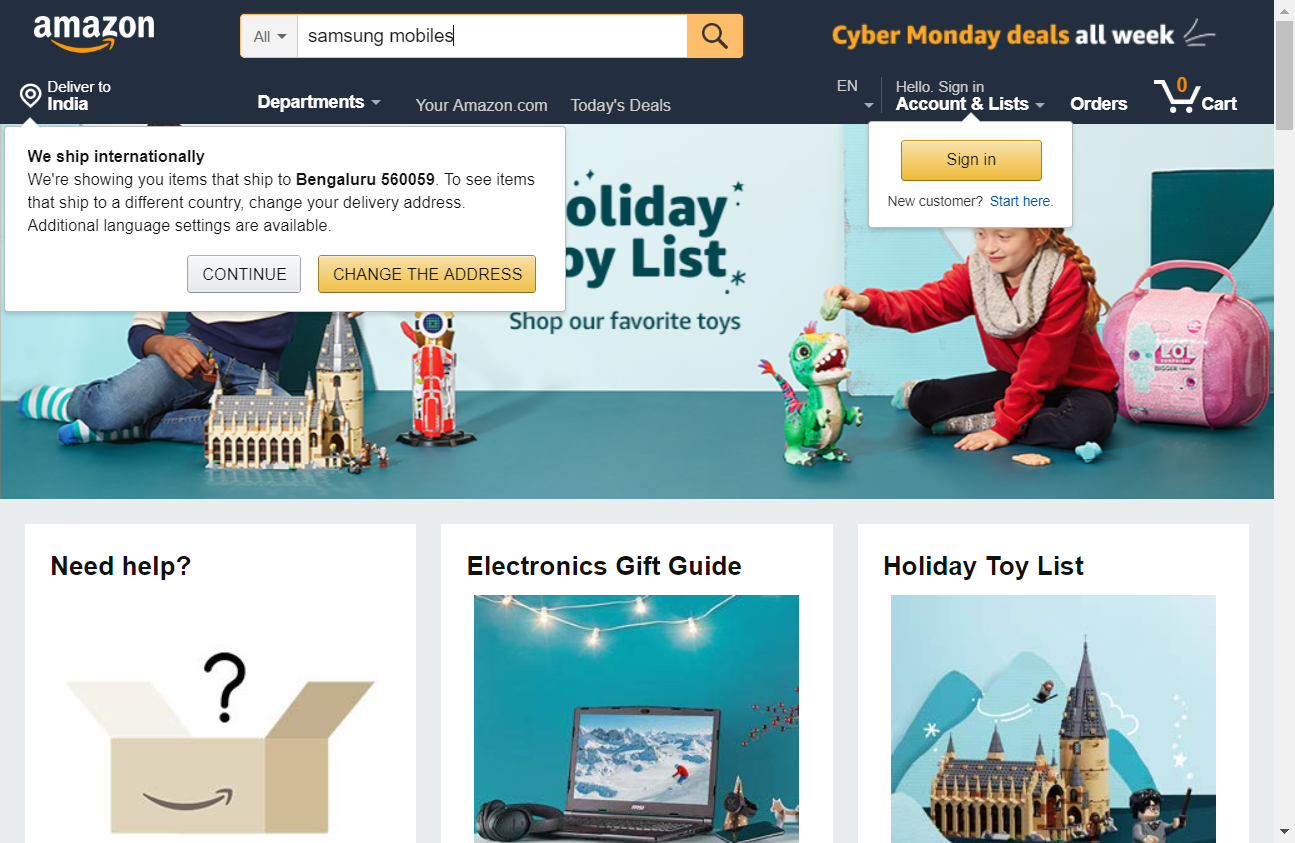 amazon
All
samsung mobiles
Cyber Monday deals all week
Deliver to
India
Departments
Your Amazon.com
Today's Deals
EN
Hello. Sign in
Account & Lists
Orders
0
Cart
We ship internationally
We're showing you items that ship to Bengaluru 560059. To see items
that ship to a different country, change your delivery address.
Additional language settings are available.
CONTINUE
CHANGE THE ADDRESS
Sign in
New customer? Start here.
oliday
oy List
Shop our favorite toys
LOL
SURPRISE
BIGGER
Need help?
Electronics Gift Guide
Holiday Toy List
msi